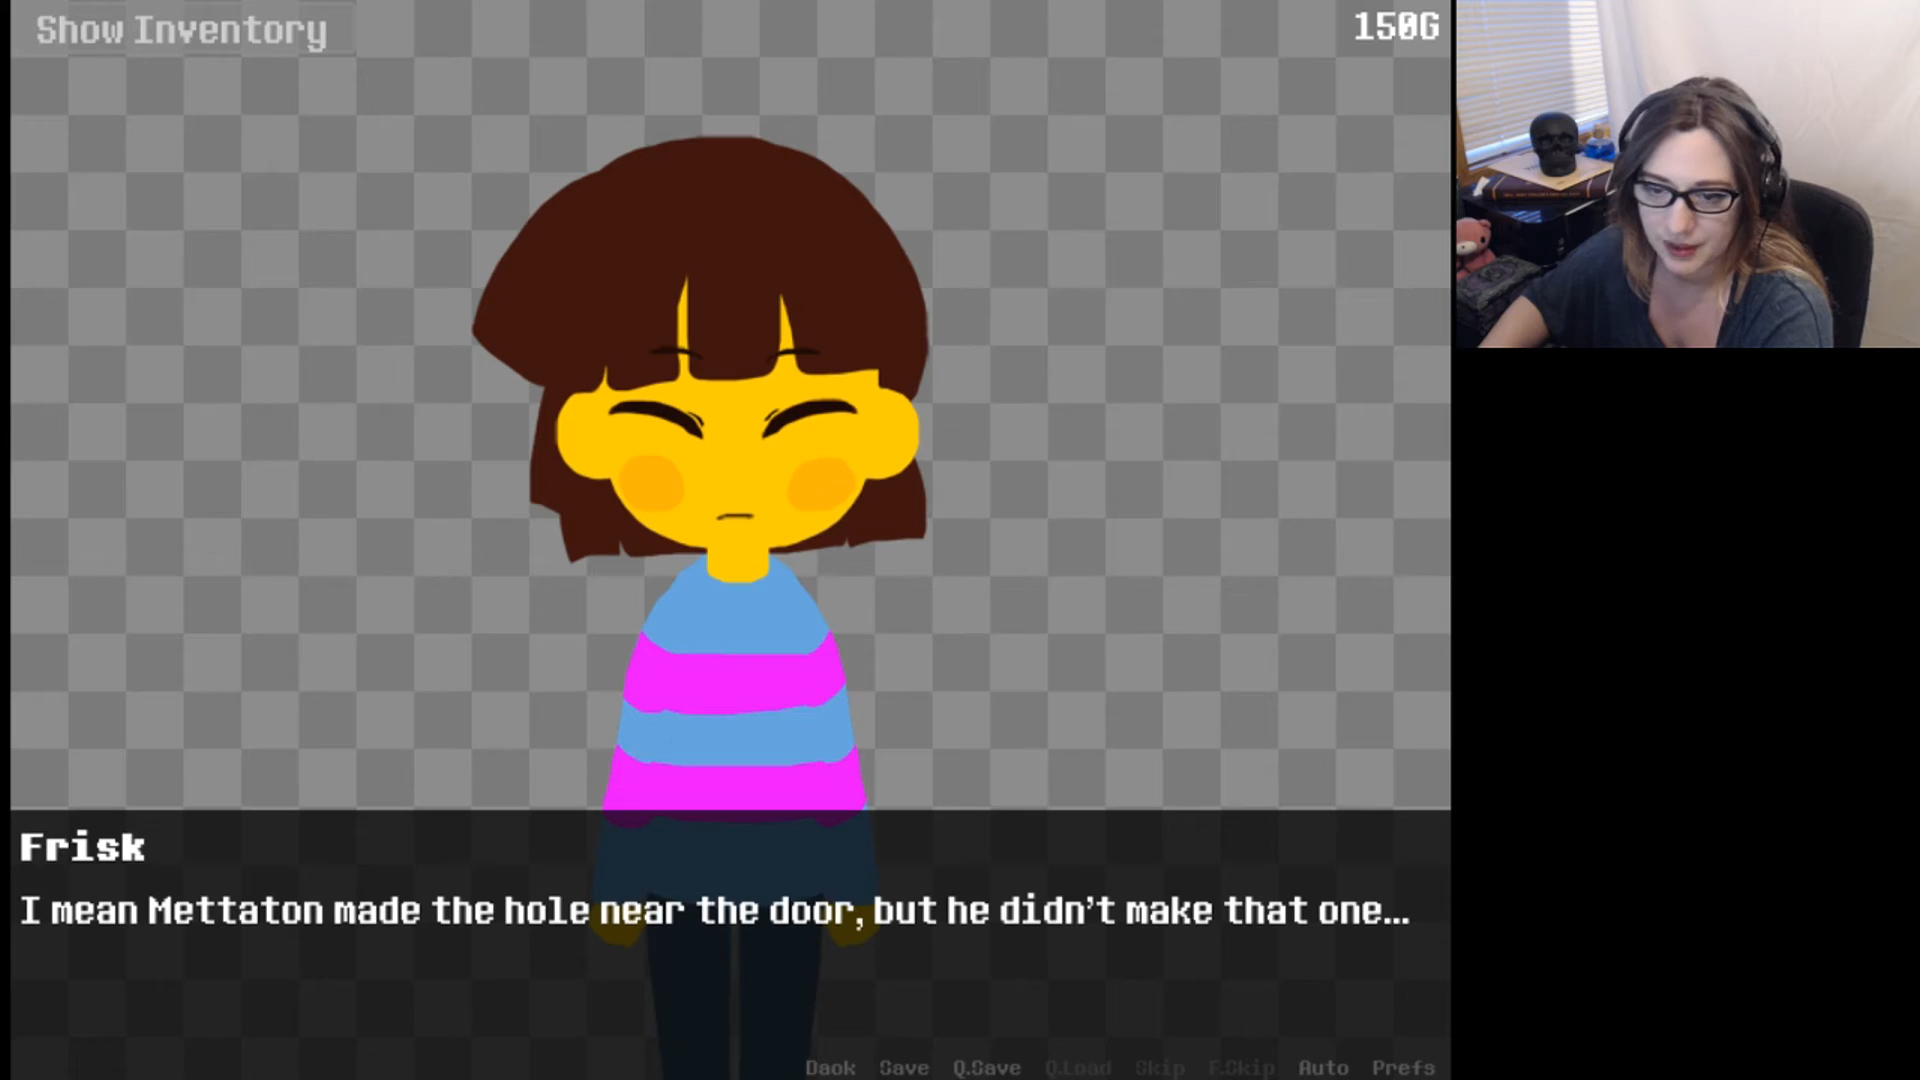 Show Inventory
150G
Frisk
I mean Mettaton made the hole near the door, but he didn't make that one...
Back Save Q.Save Q.Load Skip F.Skip Auto Prefs